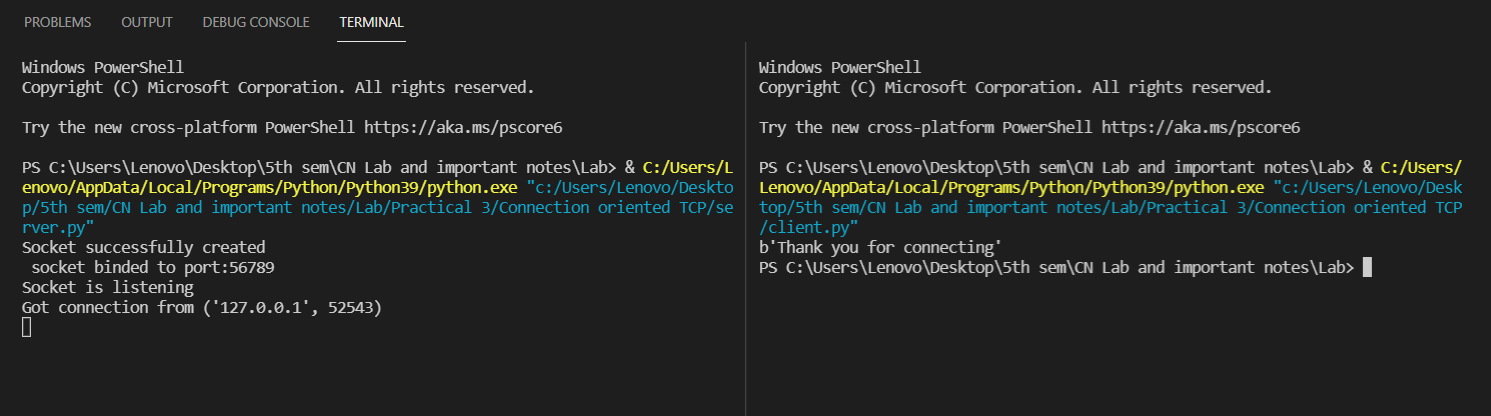 PROBLEMS OUTPUT DEBUG CONSOLE TERMINAL
Windows PowerShell
Copyright (C) Microsoft Corporation. All rights reserved.
Try the new cross-platform PowerShell https://aka.ms/pscore6
PS C:\Users\Lenovo\Desktop\5th sem\CN Lab and important notes\Lab> & C:/Users/L
enovo/AppData/Local/Programs/Python/Python39/python.exe "c:/Users/Lenovo/Deskto
p/5th sem/CN Lab and important notes/Lab/Practical 3/Connection oriented TCP/se
rver.py"
Socket successfully created
 socket binded to port:56789
Socket is listening
Got connection from ('127.0.0.1', 52543)
Windows PowerShell
Copyright (C) Microsoft Corporation. All rights reserved.
Try the new cross-platform PowerShell https://aka.ms/pscore6
PS C:\Users\Lenovo\Desktop\5th sem\CN Lab and important notes\Lab> & C:/Users/
Lenovo/AppData/Local/Programs/Python/Python39/python.exe "c:/Users/Lenovo/Desk
top/5th sem/CN Lab and important notes/Lab/Practical 3/Connection oriented TCP
/client.py"
b'Thank you for connecting'
PS C:\Users\Lenovo\Desktop\5th sem\CN Lab and important notes\Lab>